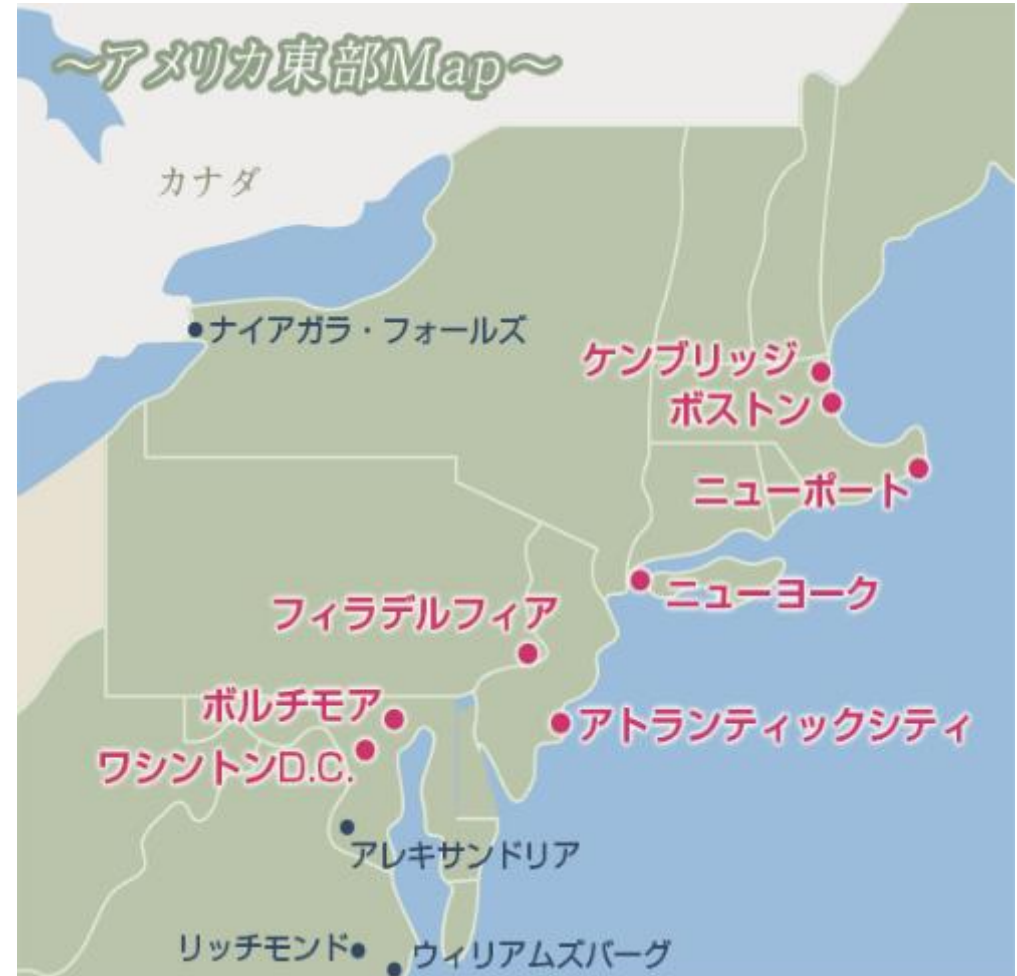 ～アメリカ東部Map～
カナダ
ナイアガラ・フォールズ
ケンブリッジ
ボストン
ニューポート
ニューヨーク
フィラデルフィア
ボルチモア
アトランティックシティ
ワシントンD.C.
アレキサンドリア
リッチモンド
ウィリアムズバーグ